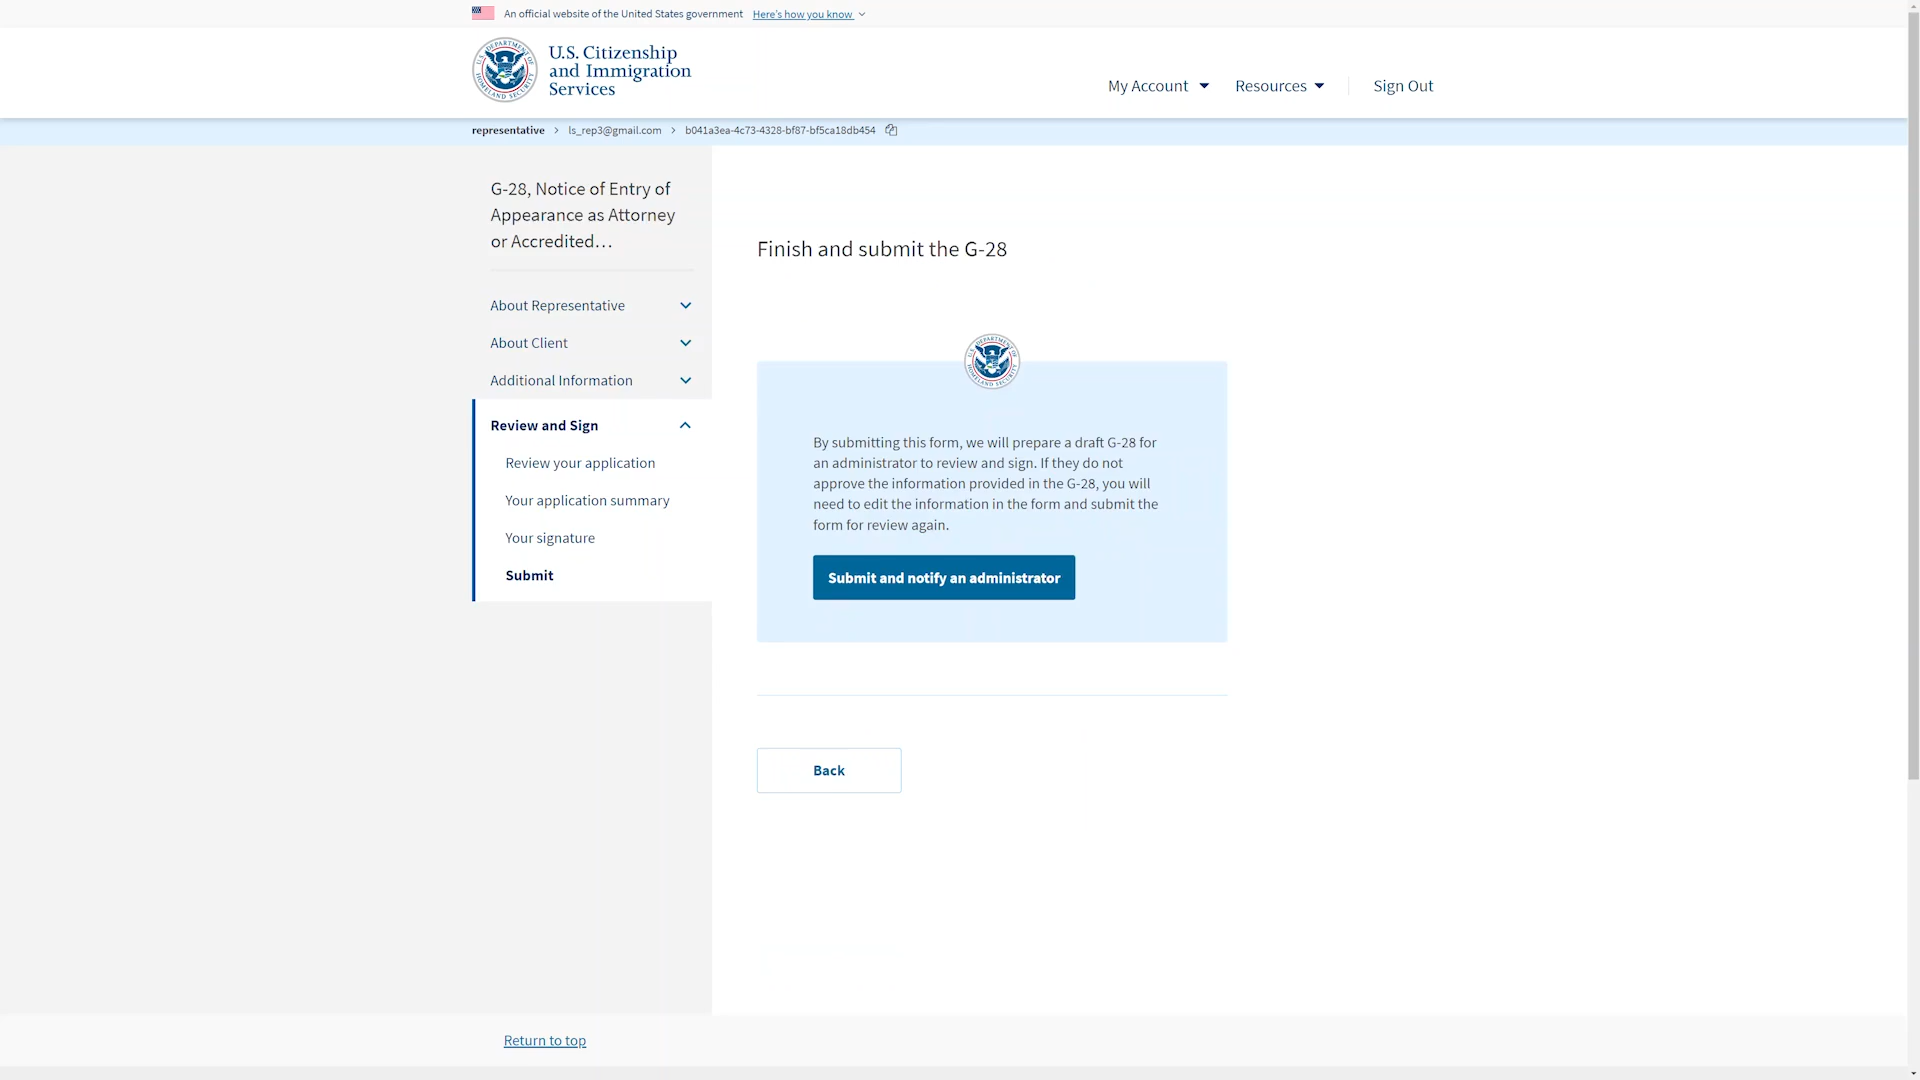 An official website of the United States government Here's how you know
U.S. Citizenship
and Immigration
Services
My Account
Resources
Sign Out
representative > ls_rep3@gmail.com > b041a3ea-4c73-4328-bf87-bf5ca18db454
G-28, Notice of Entry of
Appearance as Attorney
or Accredited…
About Representative
About Client
Additional Information
Review and Sign
Review your application
Your application summary
Your signature
Submit
Finish and submit the G-28
U.S. DEPARTMENT OF HOMELAND SECURITY
By submitting this form, we will prepare a draft G-28 for
an administrator to review and sign. If they do not
approve the information provided in the G-28, you will
need to edit the information in the form and submit the
form for review again.
Submit and notify an administrator
Back
Return to top